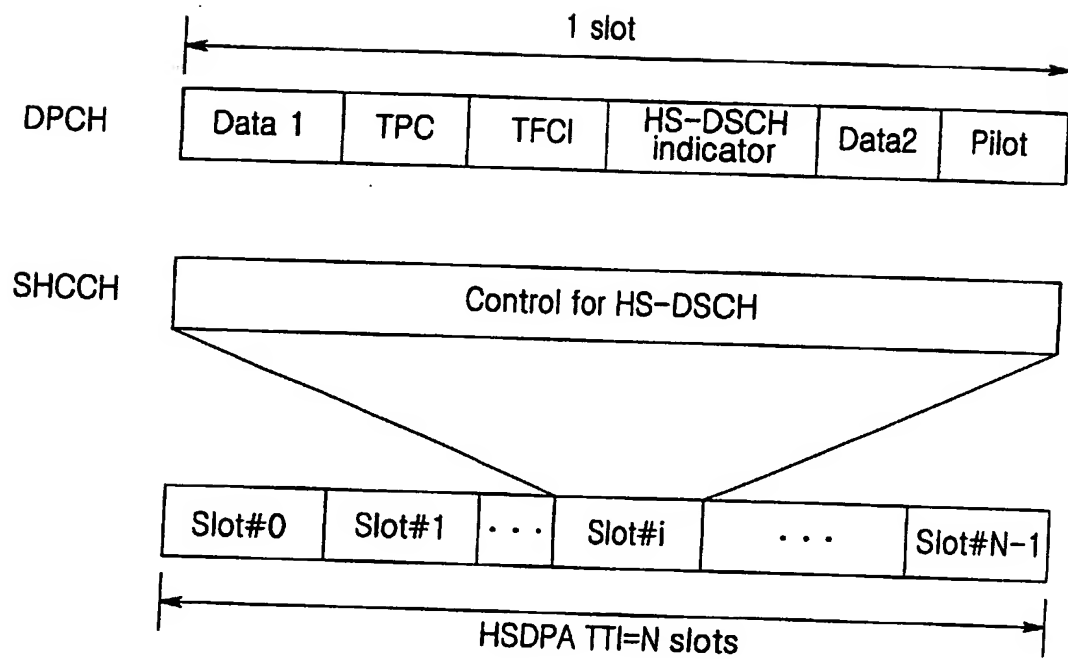 1 slot
DPCH
Data 1 TPC TFCI HS-DSCH indicator Data2 Pilot
SHCCH
Control for HS-DSCH
Slot#0 Slot#1 ··· Slot#i ··· Slot#N-1
HSDPA TTI=N slots